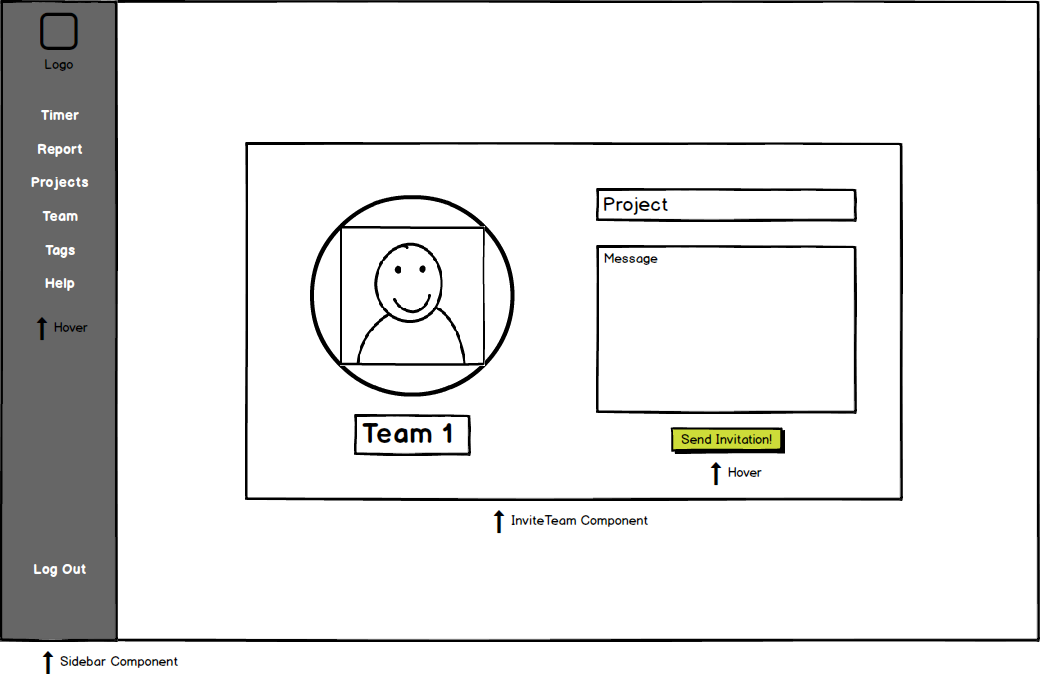 Logo
Timer
Report
Projects
Team
Tags
Help
Hover
Log Out
Sidebar Component
Team 1
Project
Message
Send Invitation!
Hover
InviteTeam Component